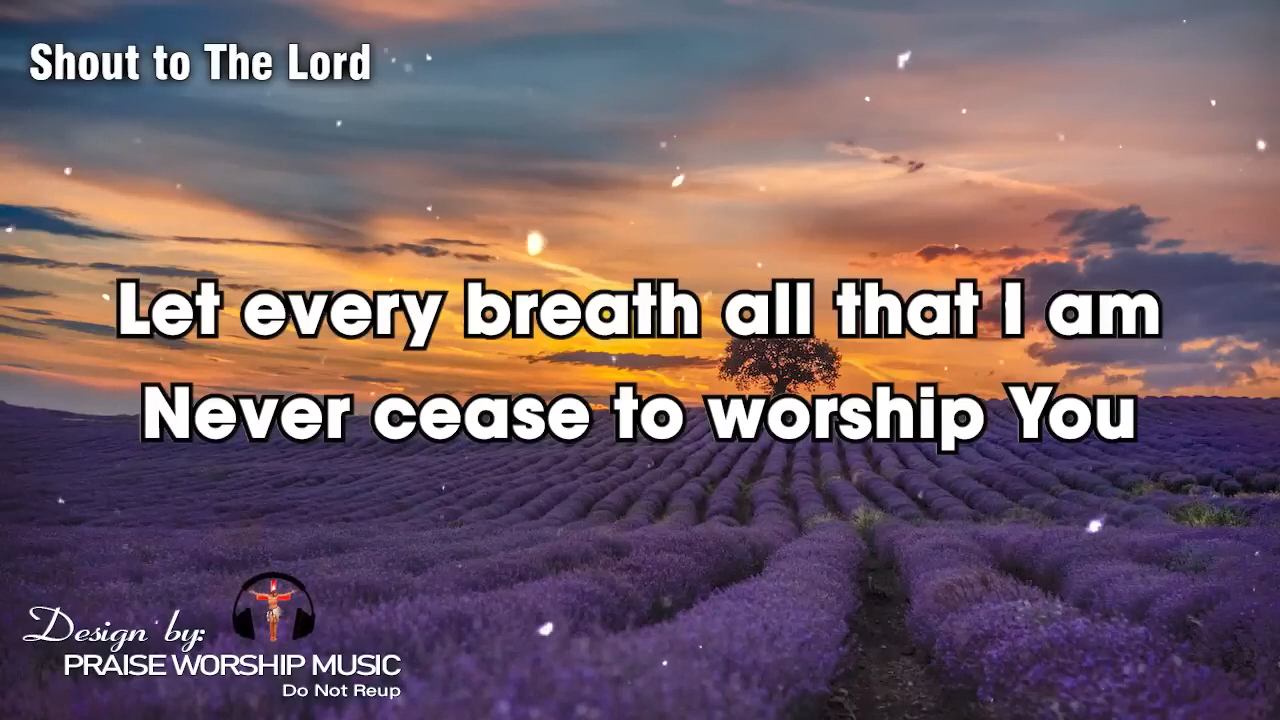 Shout to The Lord
Let every breath all that I am
Never cease to worship You
Design by:
PRAISE WORSHIP MUSIC
Do Not Reup